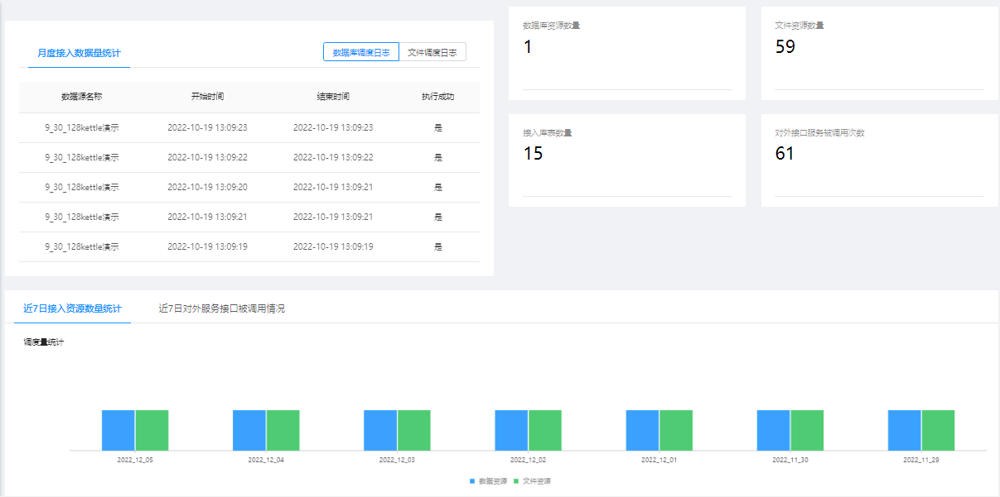 月度接入数据量统计
数据库调度日志 文件调度日志
数据源名称 开始时间 结束时间 执行成功
9_30_128kettle演示 2022-10-19 13:09:23 2022-10-19 13:09:23 是
9_30_128kettle演示 2022-10-19 13:09:22 2022-10-19 13:09:22 是
9_30_128kettle演示 2022-10-19 13:09:20 2022-10-19 13:09:21 是
9_30_128kettle演示 2022-10-19 13:09:21 2022-10-19 13:09:21 是
9_30_128kettle演示 2022-10-19 13:09:19 2022-10-19 13:09:19 是
数据库资源数量
1
文件资源数量
59
接入库表数量
15
对外接口服务被调用次数
61
近7日接入资源数量统计 近7日对外服务接口被调用情况
调度量统计
2022_12_05 2022_12_04 2022_12_03 2022_12_02 2022_12_01 2022_11_30 2022_11_29
数据资源 文件资源